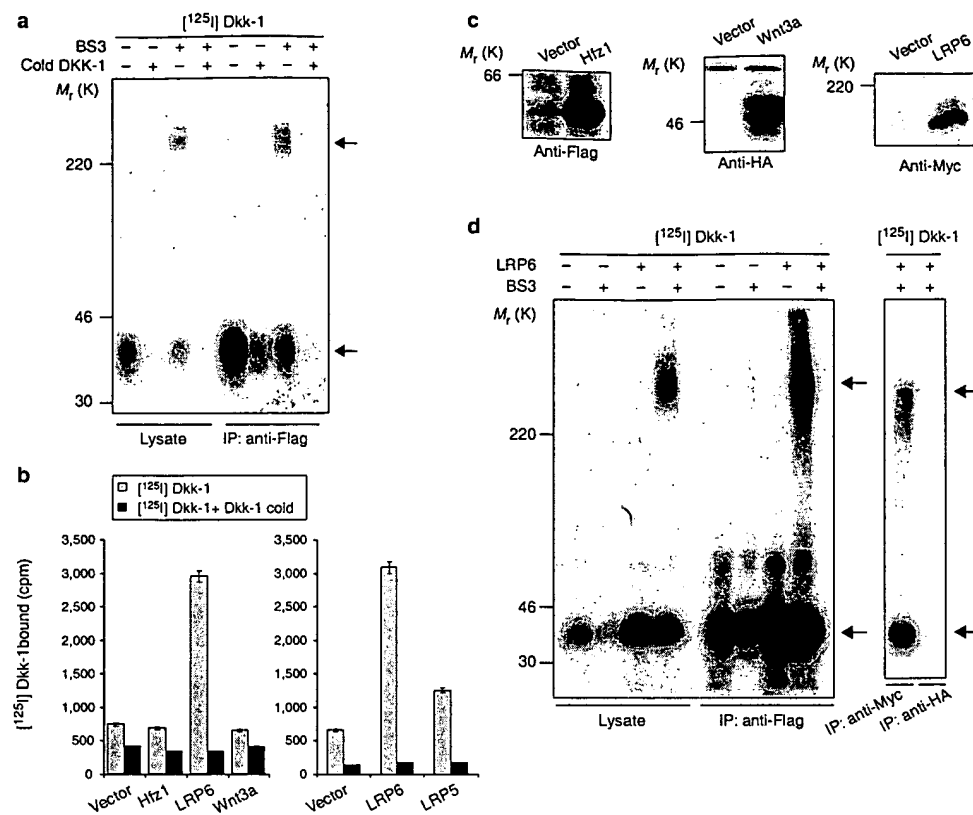 a
[125I] Dkk-1
BS3 – – + + – – + +
Cold DKK-1 – + – + – + – +
Mr (K)
220
46
30
Lysate
IP: anti-Flag
b
[125I] Dkk-1
[125I] Dkk-1+ Dkk-1 cold
[125I] Dkk-1bound (cpm)
3,500
3,000
2,500
2,000
1,500
1,000
500
0
Vector
Hfz1
LRP6
Wnt3a
3,500
3,000
2,500
2,000
1,500
1,000
500
0
Vector
LRP6
LRP5
c
Mr (K)
Vector
Hfz1
66
Anti-Flag
Mr (K)
Vector
Wnt3a
46
Anti-HA
Mr (K)
Vector
LRP6
220
Anti-Myc
d
[125I] Dkk-1
LRP6 – – + + – – + +
BS3 – + – + – + – +
Mr (K)
220
46
30
Lysate
IP: anti-Flag
[125I] Dkk-1
+ +
+ +
IP: anti-Myc
IP: anti-HA